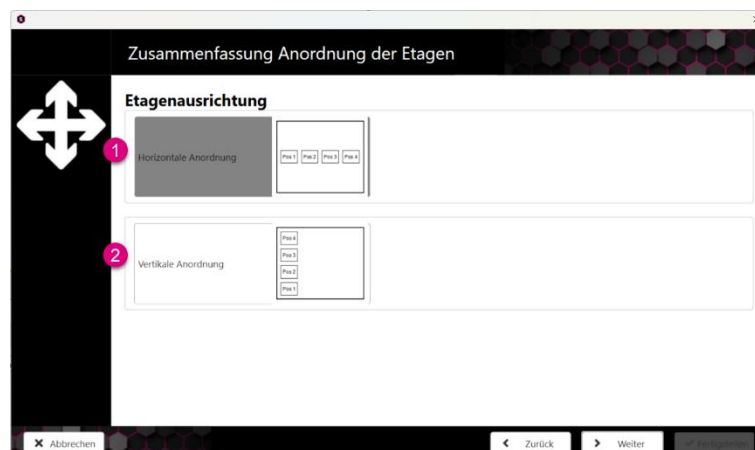 Zusammenfassung Anordnung der Etagen
Etagenausrichtung
1
Horizontale Anordnung
Pos 1 Pos 2 Pos 3 Pos 4
2
Vertikale Anordnung
Pos 4
Pos 3
Pos 2
Pos 1
Abbrechen Zurück Weiter Fertigstellen